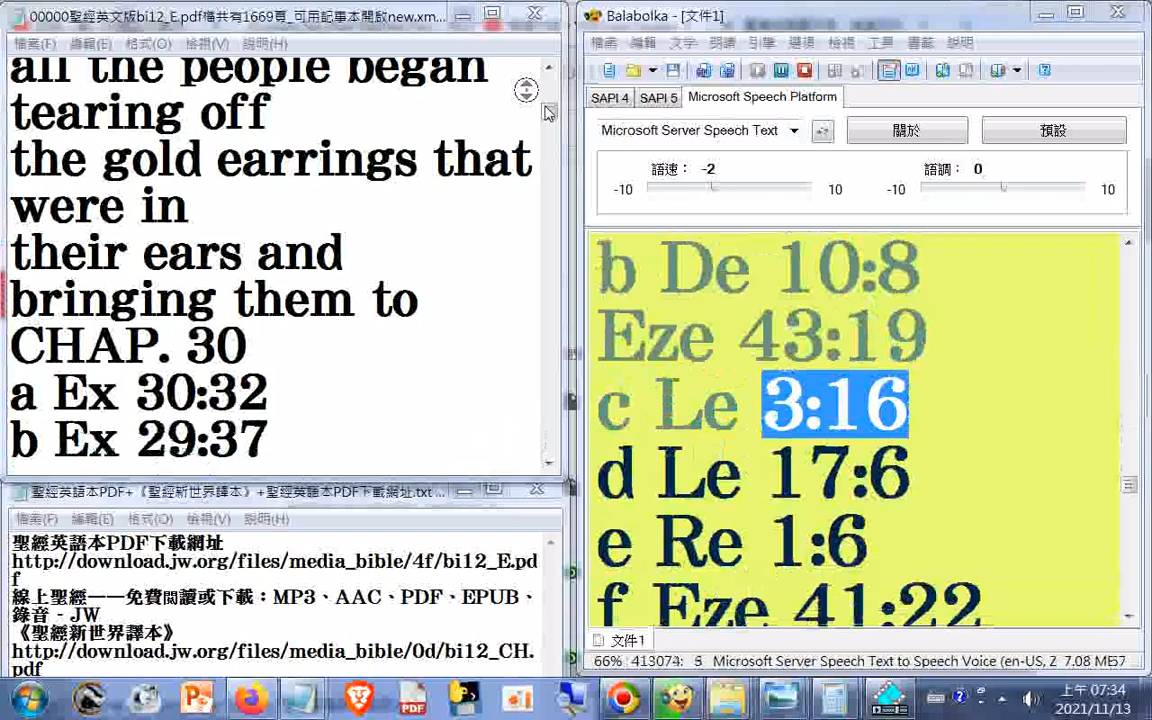 00000聖經英文版bi12_E.pdf檔共有1669頁_可用記事本開啟new.xm...
檔案(F) 編輯(E) 格式(O) 檢視(V) 說明(H)
all the people began
tearing off
the gold earrings that
were in
their ears and
bringing them to
CHAP. 30
a Ex 30:32
b Ex 29:37
聖經英語本PDF+《聖經新世界譯本》+聖經英語本PDF下載網址.txt ...
檔案(F) 編輯(E) 格式(O) 檢視(V) 說明(H)
聖經英語本PDF下載網址
http://download.jw.org/files/media_bible/4f/bi12_E.pd
f
線上聖經——免費閱讀或下載：MP3、AAC、PDF、EPUB、
錄音 - JW
《聖經新世界譯本》
http://download.jw.org/files/media_bible/0d/bi12_CH.
pdf
Balabolka - [文件1]
檔案 編輯 文字 朗讀 引擎 選項 檢視 工具 書籤 說明
SAPI 4 SAPI 5 Microsoft Speech Platform
Microsoft Server Speech Text 關於 預設
語速： -2 語調： 0
-10 10 -10 10
b De 10:8
Eze 43:19
c Le 3:16
d Le 17:6
e Re 1:6
f Eze 41:22
文件1
66% 413074: 5 Microsoft Server Speech Text to Speech Voice (en-US, Z 7.08 ME57
上午 07:34
2021/11/13